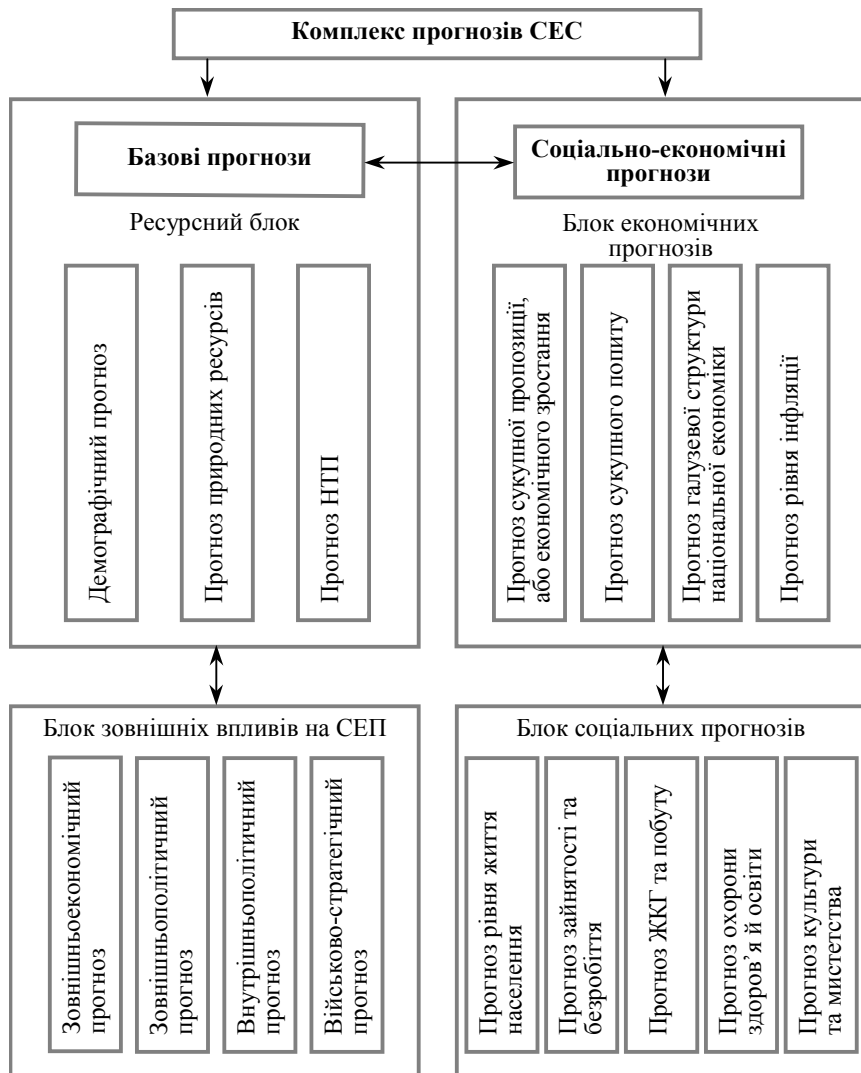 Комплекс прогнозів СЕС
Базові прогнози
Ресурсний блок
Демографічний прогноз
Прогноз природних ресурсів
Прогноз НТП
Соціально-економічні
прогнози
Блок економічних
прогнозів
Прогноз сукупної пропозиції,
або економічного зростання
Прогноз сукупного попиту
Прогноз галузевої структури
національної економіки
Прогноз рівня інфляції
Блок зовнішніх впливів на СЕП
Зовнішньоекономічний
прогноз
Зовнішньополітичний
прогноз
Внутрішньополітичний
прогноз
Військово-стратегічний
прогноз
Блок соціальних прогнозів
Прогноз рівня життя
населення
Прогноз зайнятості та
безробіття
Прогноз ЖКГ та побуту
Прогноз охорони
здоров’я й освіти
Прогноз культури
та мистетства